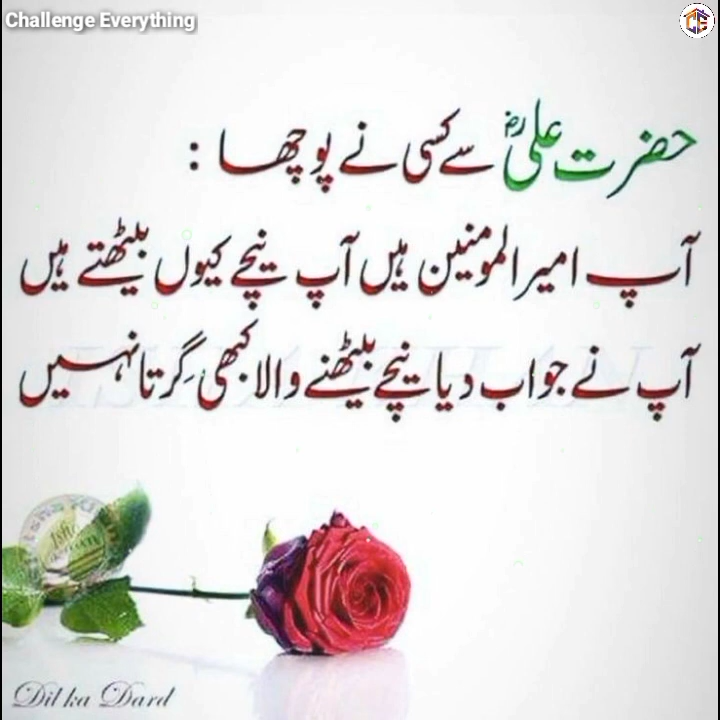 Challenge Everything
حضرت علیؓ سے کسی نے پوچھا :
آپ امیرالمومنین ہیں آپ نیچے کیوں بیٹھتے ہیں
آپ نے جواب دیا نیچے بیٹھنے والا کبھی گِرتا نہیں
Dil ka Dard